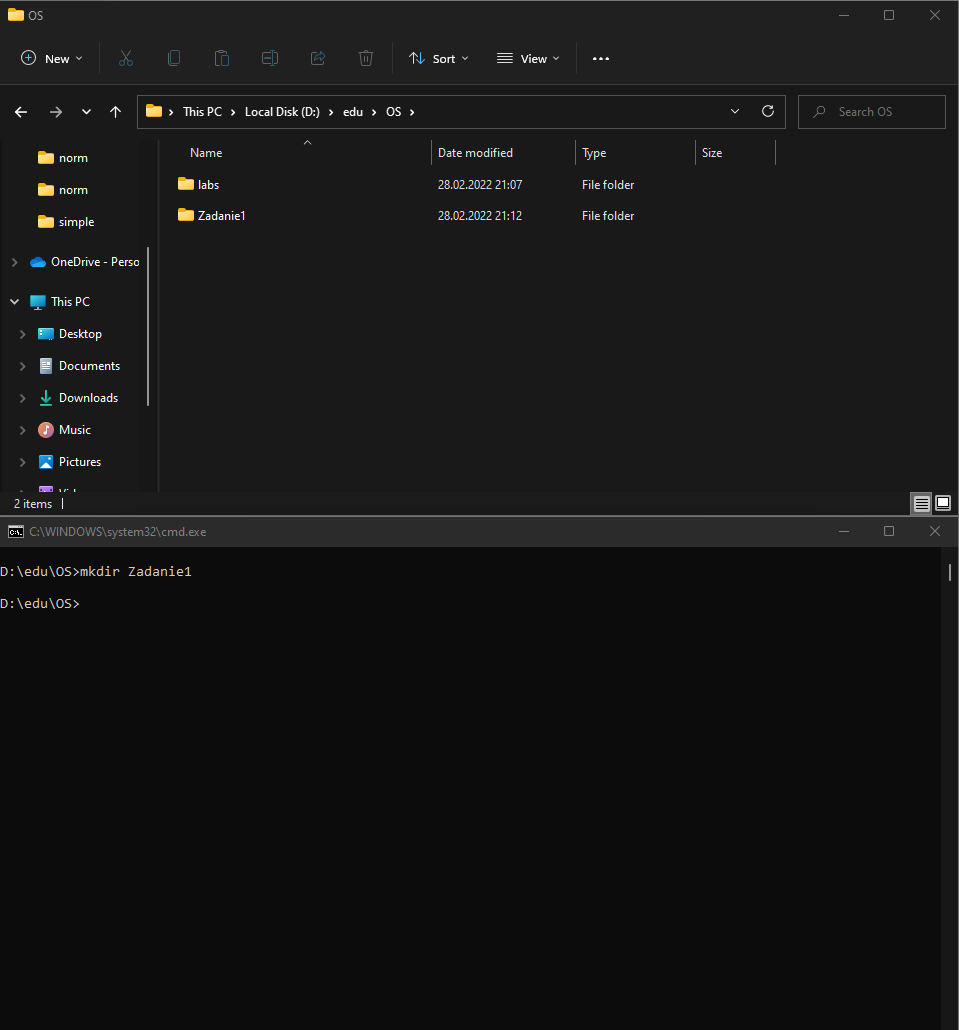 OS
New Sort View
This PC Local Disk (D:) edu OS Search OS
Name Date modified Type Size
norm
labs 28.02.2022 21:07 File folder
norm
Zadanie1 28.02.2022 21:12 File folder
simple
OneDrive - Perso
This PC
Desktop
Documents
Downloads
Music
Pictures
2 items
C:\WINDOWS\system32\cmd.exe
D:\edu\OS>mkdir Zadanie1
D:\edu\OS>